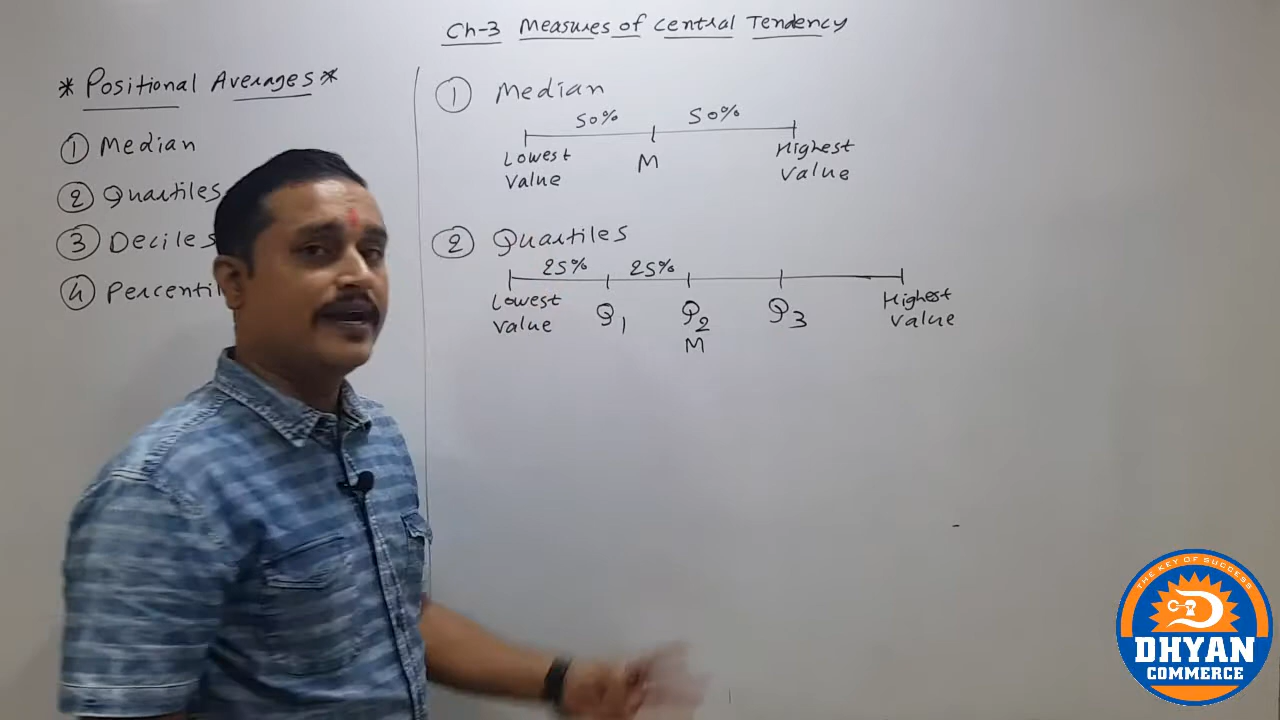 Ch-3 Measures of Central Tendency
* Positional Averages *
1 Median
2 Quartiles
3 Deciles
4 Percentil
1 Median
50% 50%
Lowest Value M Highest Value
2 Quartiles
25% 25%
Lowest Value Q1 Q2 Q3 Highest Value
M
THE KEY OF SUCCESS
DHYAN
COMMERCE